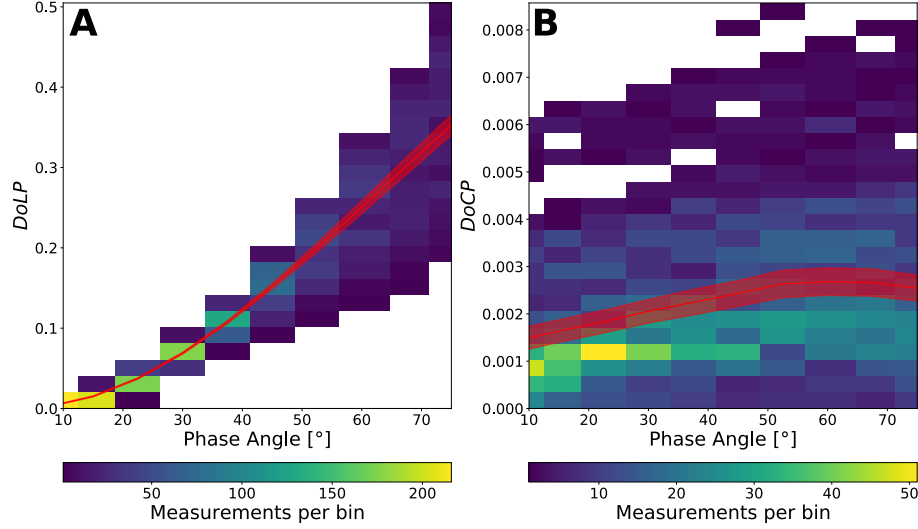 A
B
0.5
0.4
0.3
0.2
0.1
0.0
DoLP
10 20 30 40 50 60 70
Phase Angle [°]
50 100 150 200
Measurements per bin
0.008
0.007
0.006
0.005
0.004
0.003
0.002
0.001
0.000
DoCP
10 20 30 40 50 60 70
Phase Angle [°]
10 20 30 40 50
Measurements per bin